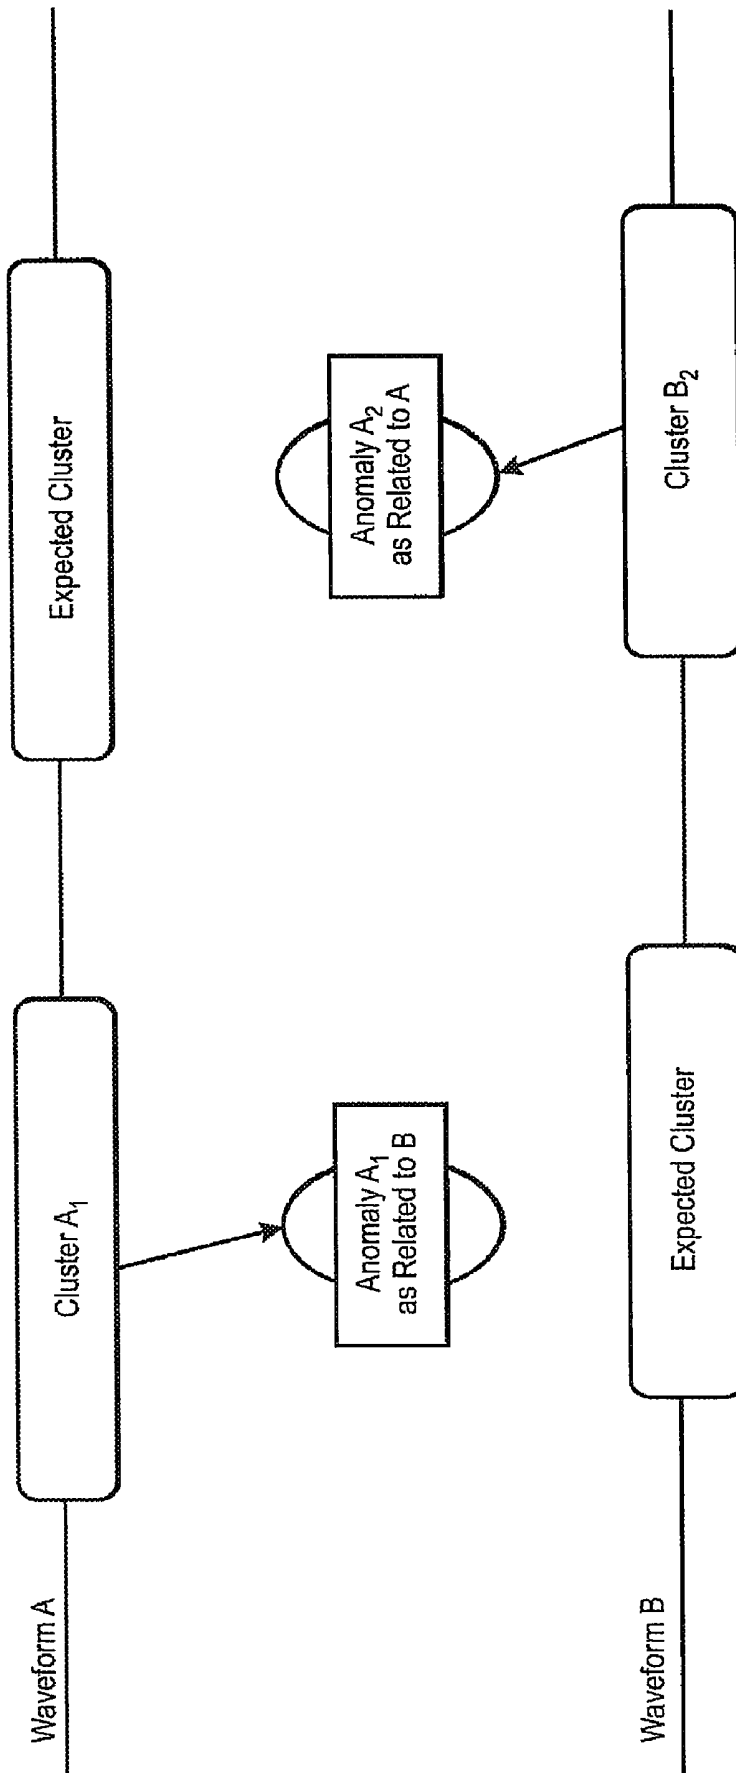 Waveform A
Cluster A₁
Expected Cluster
Anomaly A₁
as Related to B
Anomaly A₂
as Related to A
Waveform B
Expected Cluster
Cluster B₂